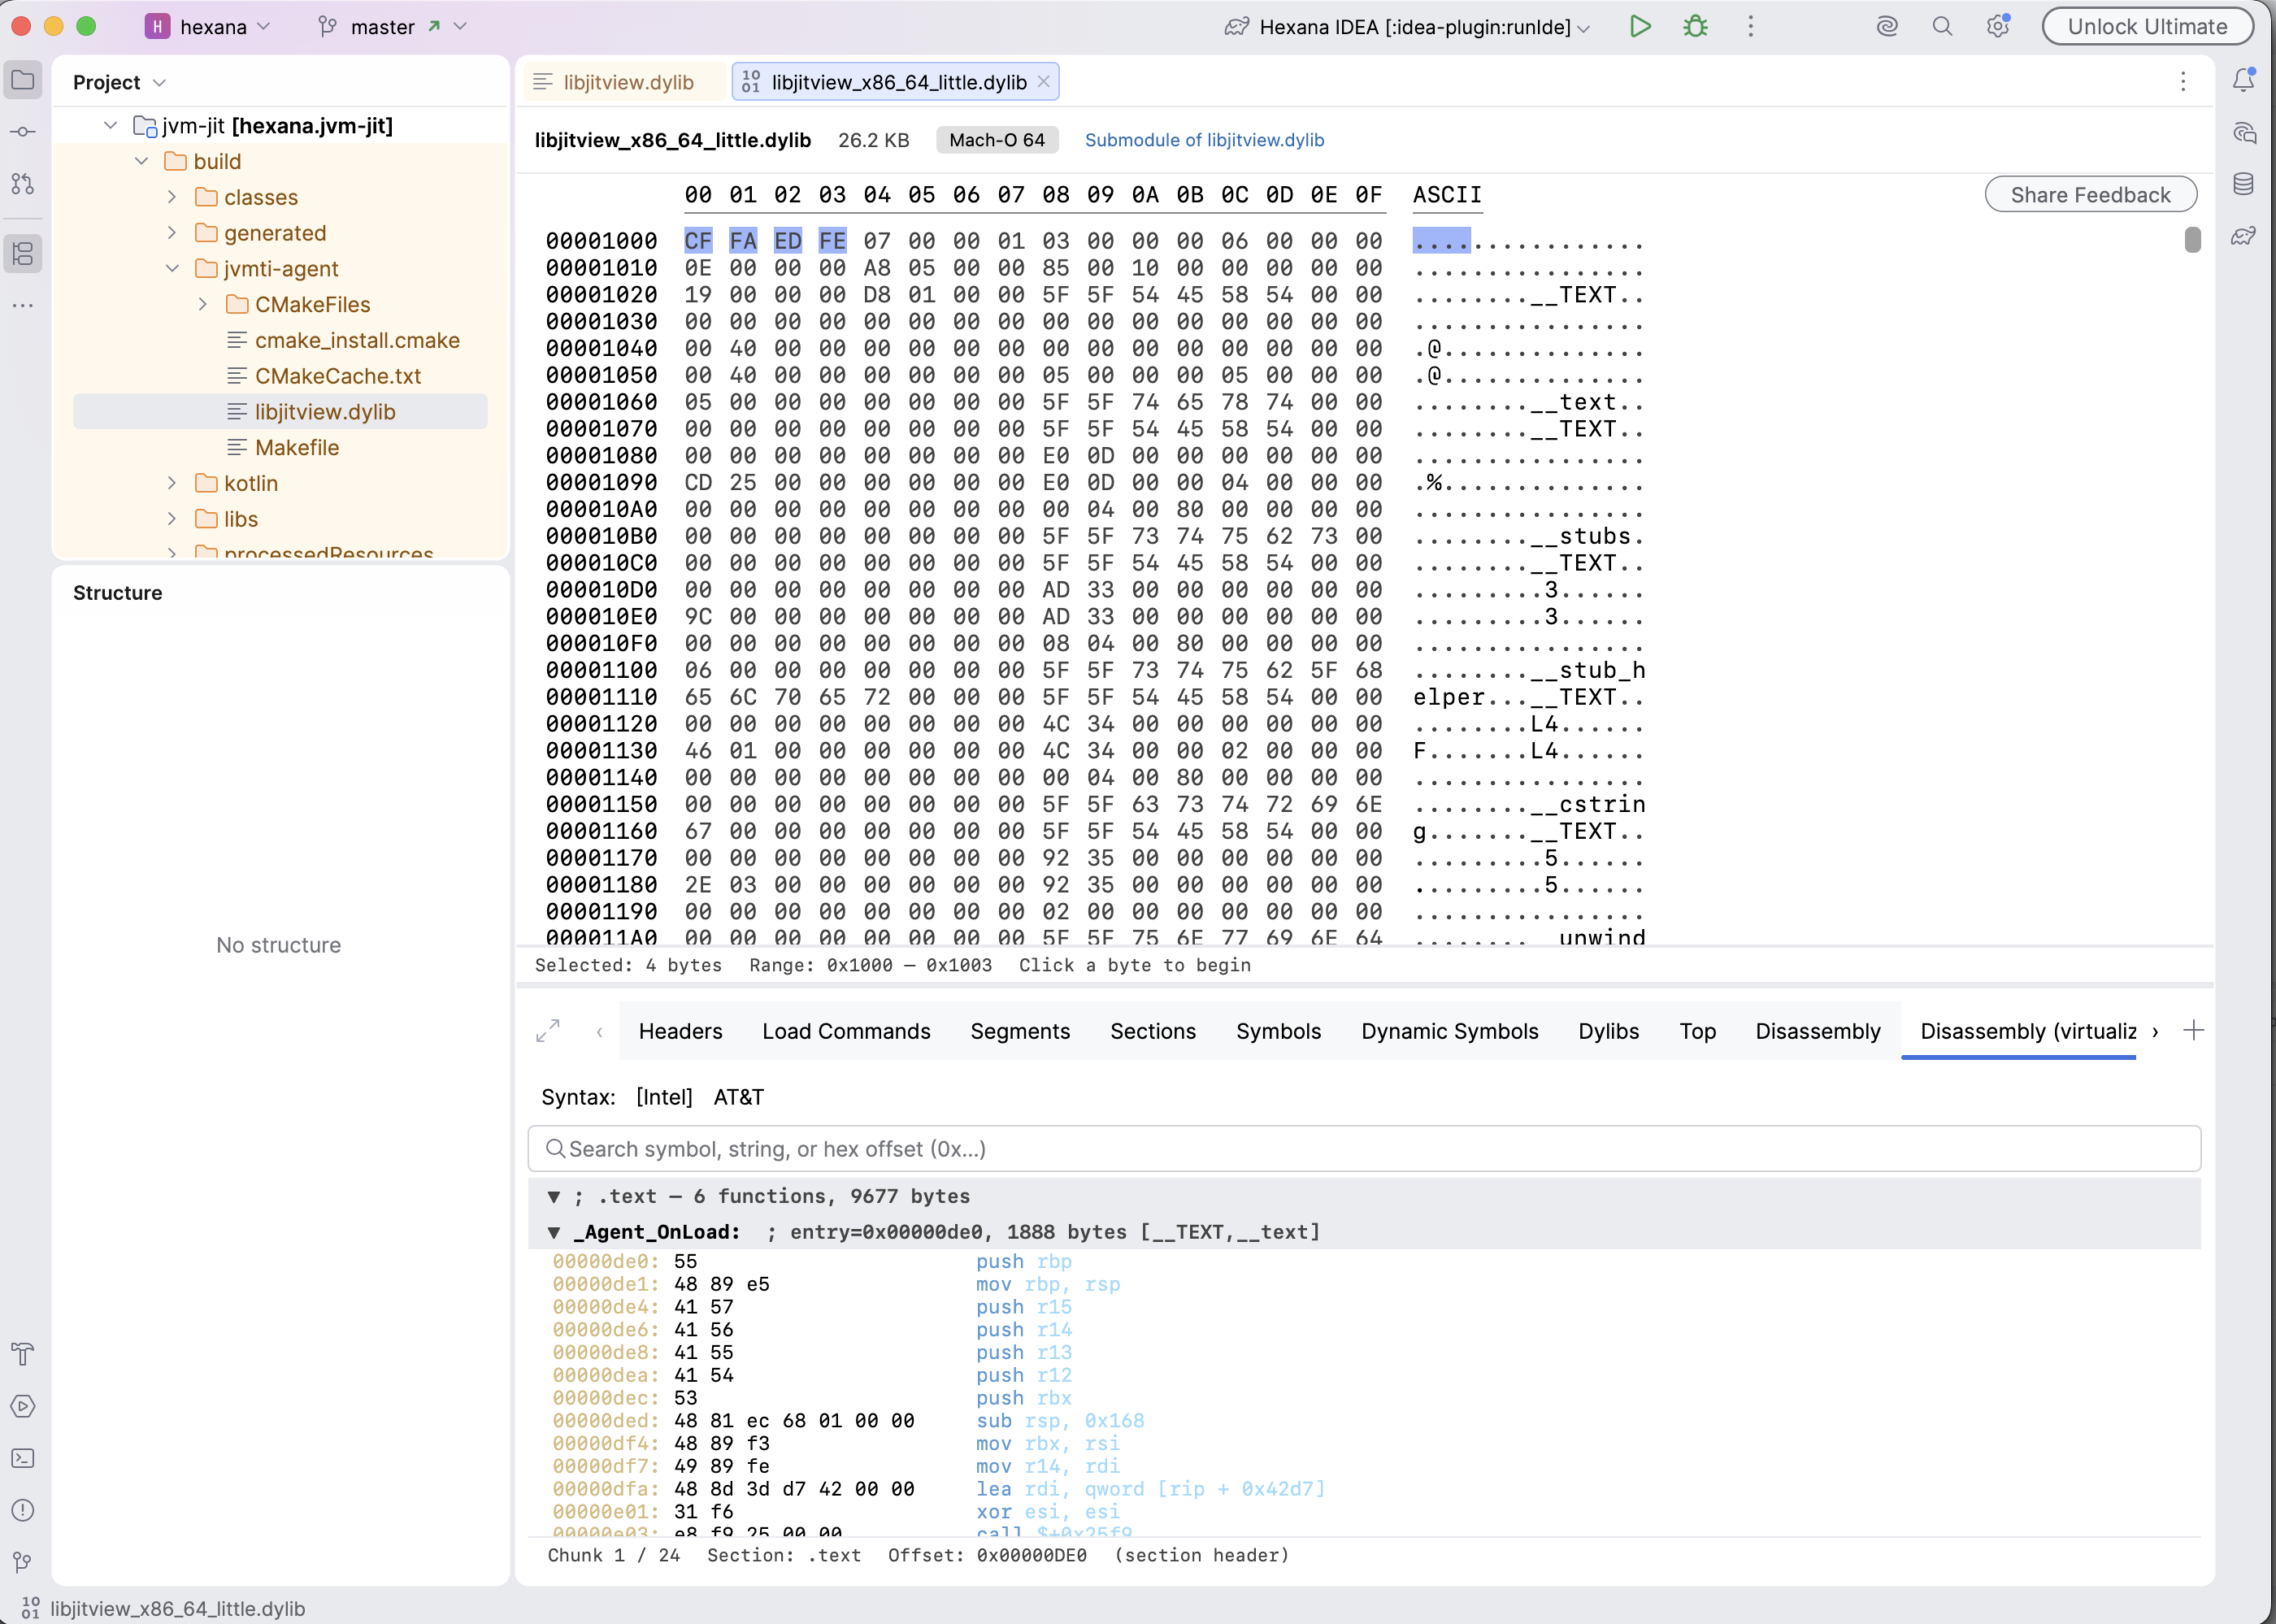 H hexana master Hexana IDEA [:idea-plugin:runIde] Unlock Ultimate
Project
jvm-jit [hexana.jvm-jit]
build
classes
generated
jvmti-agent
CMakeFiles
cmake_install.cmake
CMakeCache.txt
libjitview.dylib
Makefile
kotlin
libs
processedResources
Structure
No structure
libjitview.dylib libjitview_x86_64_little.dylib
libjitview_x86_64_little.dylib 26.2 KB Mach-O 64 Submodule of libjitview.dylib
00 01 02 03 04 05 06 07 08 09 0A 0B 0C 0D 0E 0F ASCII Share Feedback
00001000 CF FA ED FE 07 00 00 01 03 00 00 00 06 00 00 00 ................
00001010 0E 00 00 00 A8 05 00 00 85 00 10 00 00 00 00 00 ................
00001020 19 00 00 00 D8 01 00 00 5F 5F 54 45 58 54 00 00 ........__TEXT..
00001030 00 00 00 00 00 00 00 00 00 00 00 00 00 00 00 00 ................
00001040 00 40 00 00 00 00 00 00 00 00 00 00 00 00 00 00 .@..............
00001050 00 40 00 00 00 00 00 00 05 00 00 00 05 00 00 00 .@..............
00001060 05 00 00 00 00 00 00 00 5F 5F 74 65 78 74 00 00 ........__text..
00001070 00 00 00 00 00 00 00 00 5F 5F 54 45 58 54 00 00 ........__TEXT..
00001080 00 00 00 00 00 00 00 00 E0 0D 00 00 00 00 00 00 ................
00001090 CD 25 00 00 00 00 00 00 E0 0D 00 00 04 00 00 00 .%..............
000010A0 00 00 00 00 00 00 00 00 00 04 00 80 00 00 00 00 ................
000010B0 00 00 00 00 00 00 00 00 5F 5F 73 74 75 62 73 00 ........__stubs.
000010C0 00 00 00 00 00 00 00 00 5F 5F 54 45 58 54 00 00 ........__TEXT..
000010D0 00 00 00 00 00 00 00 00 AD 33 00 00 00 00 00 00 .........3......
000010E0 9C 00 00 00 00 00 00 00 AD 33 00 00 00 00 00 00 .........3......
000010F0 00 00 00 00 00 00 00 00 08 04 00 80 00 00 00 00 ................
00001100 06 00 00 00 00 00 00 00 5F 5F 73 74 75 62 5F 68 ........__stub_h
00001110 65 6C 70 65 72 00 00 00 5F 5F 54 45 58 54 00 00 elper...__TEXT..
00001120 00 00 00 00 00 00 00 00 4C 34 00 00 00 00 00 00 ........L4......
00001130 46 01 00 00 00 00 00 00 4C 34 00 00 02 00 00 00 F.......L4......
00001140 00 00 00 00 00 00 00 00 00 04 00 80 00 00 00 00 ................
00001150 00 00 00 00 00 00 00 00 5F 5F 63 73 74 72 69 6E ........__cstrin
00001160 67 00 00 00 00 00 00 00 5F 5F 54 45 58 54 00 00 g.......__TEXT..
00001170 00 00 00 00 00 00 00 00 92 35 00 00 00 00 00 00 .........5......
00001180 2E 03 00 00 00 00 00 00 92 35 00 00 00 00 00 00 .........5......
00001190 00 00 00 00 00 00 00 00 02 00 00 00 00 00 00 00 ................
000011A0 00 00 00 00 00 00 00 00 5F 5F 75 6E 77 69 6E 64 ........__unwind
Selected: 4 bytes Range: 0x1000 — 0x1003 Click a byte to begin
Headers Load Commands Segments Sections Symbols Dynamic Symbols Dylibs Top Disassembly Disassembly (virtualiz
Syntax: [Intel] AT&T
Search symbol, string, or hex offset (0x...)
▼ ; .text — 6 functions, 9677 bytes
▼ _Agent_OnLoad: ; entry=0x00000de0, 1888 bytes [__TEXT,__text]
00000de0: 55 push rbp
00000de1: 48 89 e5 mov rbp, rsp
00000de4: 41 57 push r15
00000de6: 41 56 push r14
00000de8: 41 55 push r13
00000dea: 41 54 push r12
00000dec: 53 push rbx
00000ded: 48 81 ec 68 01 00 00 sub rsp, 0x168
00000df4: 48 89 f3 mov rbx, rsi
00000df7: 49 89 fe mov r14, rdi
00000dfa: 48 8d 3d d7 42 00 00 lea rdi, qword [rip + 0x42d7]
00000e01: 31 f6 xor esi, esi
00000e03: e8 f9 25 00 00 call $+0x25f9
Chunk 1 / 24 Section: .text Offset: 0x00000DE0 (section header)
libjitview_x86_64_little.dylib